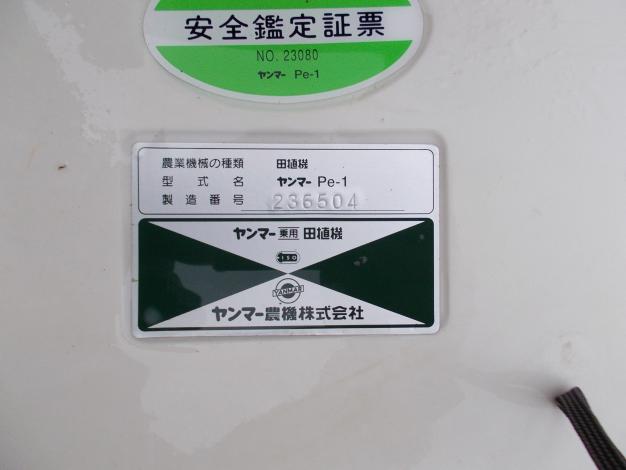 安全鑑定証票
NO. 23080
ヤンマー Pe-1
農業機械の種類 田植機
型式名 ヤンマー Pe-1
製造番号 236504
ヤンマー 乗用 田植機
150
YANMAR
ヤンマー農機株式会社